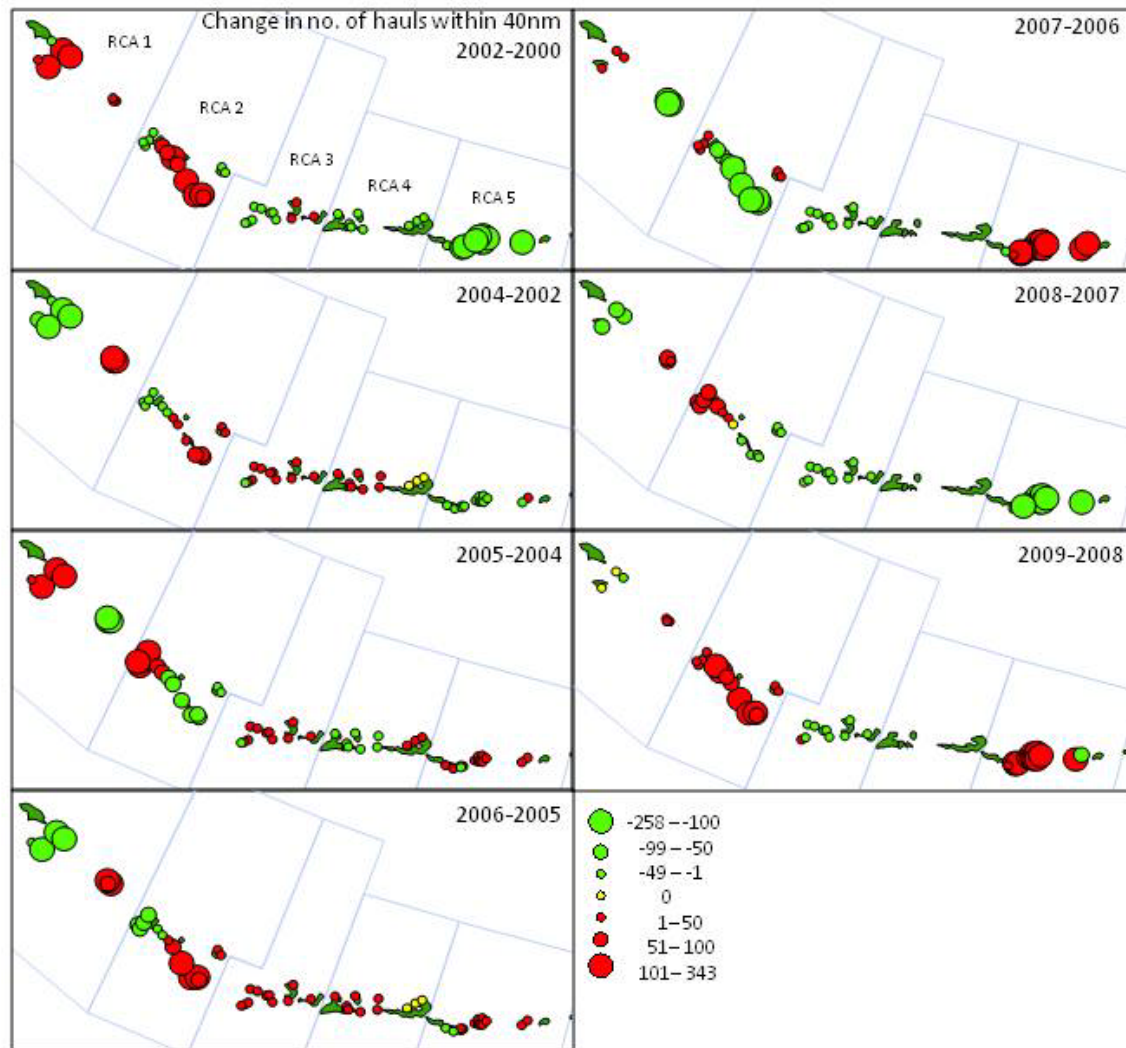 Change in no. of hauls within 40nm
2002-2000
RCA 1
RCA 2
RCA 3
RCA 4
RCA 5
2007-2006
2004-2002
2008-2007
2005-2004
2009-2008
2006-2005
-258 – -100
-99 – -50
-49 – -1
0
1 – 50
51 – 100
101 – 343